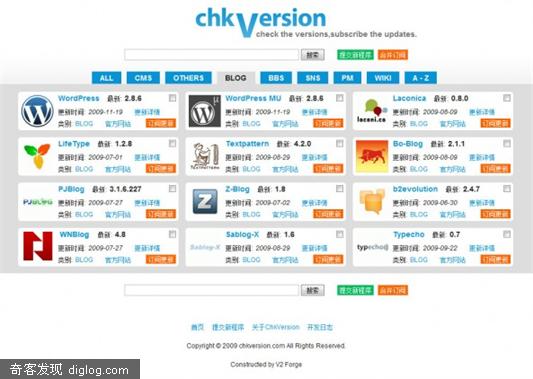 chkVersion
check the versions,subscribe the updates.
搜索 提交新程序 合并订阅
ALL CMS OTHERS BLOG BBS SNS PM WIKI A - Z
WordPress 最新: 2.8.6
更新时间: 2009-11-19 更新详情
类别: BLOG 官方网站 订阅更新
WordPress MU 最新: 2.8.6
更新时间: 2009-11-19 更新详情
类别: BLOG 官方网站 订阅更新
laconi.ca
Laconica 最新: 0.8.0
更新时间: 2009-08-09 更新详情
类别: BLOG 官方网站 订阅更新
LifeType 最新: 1.2.8
更新时间: 2009-07-01 更新详情
类别: BLOG 官方网站 订阅更新
Textpattern
Textpattern 最新: 4.2.0
更新时间: 2009-08-29 更新详情
类别: BLOG 官方网站 订阅更新
Bo-Blog 最新: 2.1.1
更新时间: 2009-08-09 更新详情
类别: BLOG 官方网站 订阅更新
PJBLOG
PJBlog 最新: 3.1.6.227
更新时间: 2009-07-27 更新详情
类别: BLOG 官方网站 订阅更新
Z
Z-Blog 最新: 1.8
更新时间: 2009-07-02 更新详情
类别: BLOG 官方网站 订阅更新
b2evolution 最新: 2.4.7
更新时间: 2009-06-30 更新详情
类别: BLOG 官方网站 订阅更新
WNBlog 最新: 4.8
更新时间: 2009-07-27 更新详情
类别: BLOG 官方网站 订阅更新
Sablog-X
Sablog-X 最新: 1.6
更新时间: 2009-08-29 更新详情
类别: BLOG 官方网站 订阅更新
typecho
Typecho 最新: 0.7
更新时间: 2009-09-22 更新详情
类别: BLOG 官方网站 订阅更新
搜索 提交新程序 合并订阅
首页 提交新程序 关于ChkVersion 开发日志
Copyright © 2009 chkversion.com All Rights Reserved.
Constructed by V2 Forge
奇客发现 diglog.com